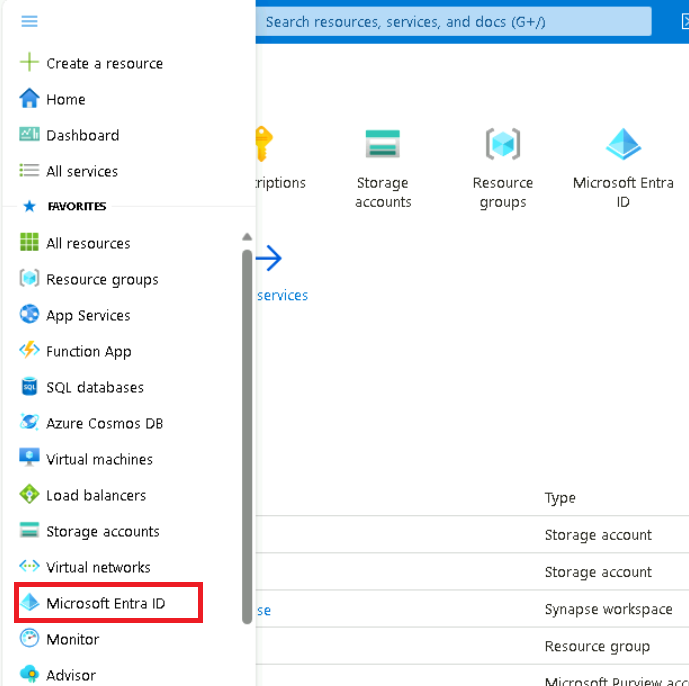 Search resources, services, and docs (G+/)
Create a resource
Home
Dashboard
All services
FAVORITES
All resources
Resource groups
App Services
Function App
SQL databases
Azure Cosmos DB
Virtual machines
Load balancers
Storage accounts
Virtual networks
Microsoft Entra ID
Monitor
Advisor
Storage
accounts
Resource
groups
Microsoft Entra
ID
services
Type
Storage account
Storage account
Synapse workspace
Resource group
Microsoft Purview